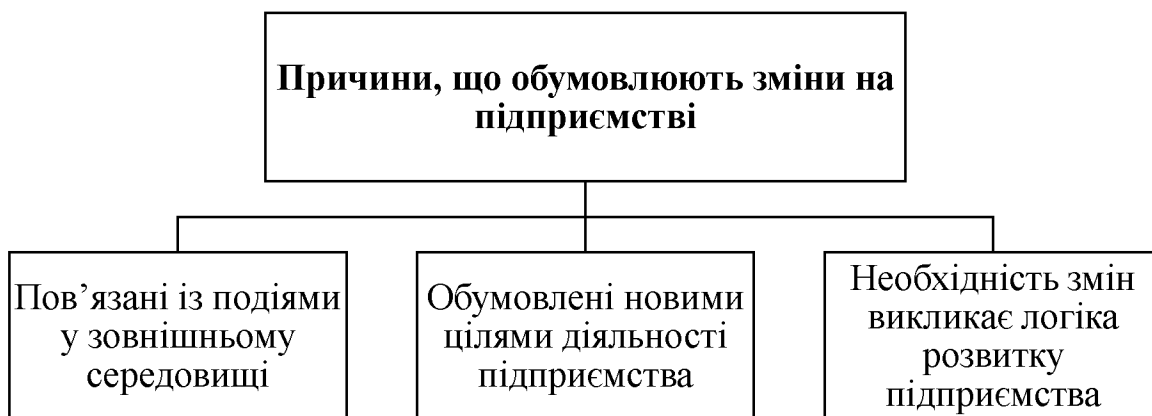 Причини, що обумовлюють зміни на
підприємстві
Пов’язані із подіями
у зовнішньому
середовищі
Обумовлені новими
цілями діяльності
підприємства
Необхідність змін
викликає логіка
розвитку
підприємства